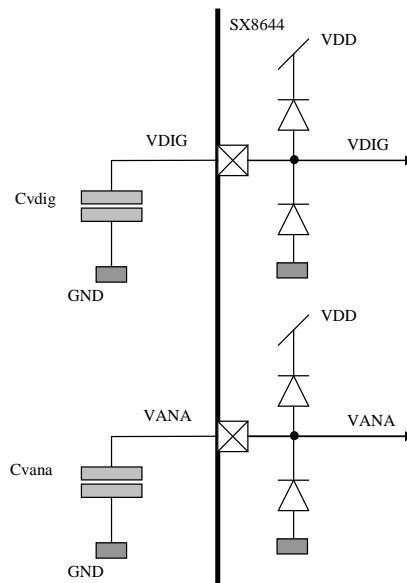 SX8644
VDD
VDIG
VDIG
Cvdig
GND
VDD
VANA
VANA
Cvana
GND